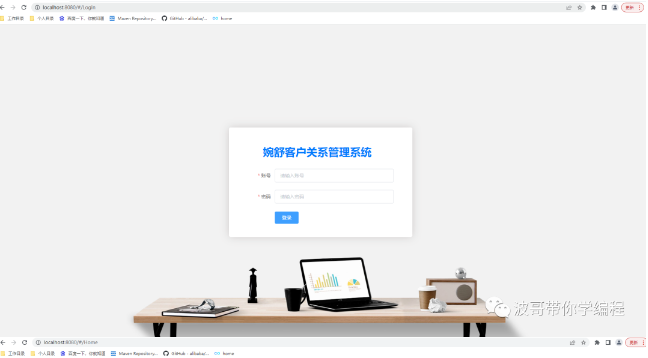 localhost:8080/#/Login
更新
工作目录 个人目录 百度一下，你就知道 Maven Repository... GitHub - alibaba/... home
婉舒客户关系管理系统
* 账号 请输入账号
* 密码 请输入密码
登录
波哥带你学编程
localhost:8080/#/Home
更新
工作目录 个人目录 百度一下，你就知道 Maven Repository... GitHub - alibaba/... home